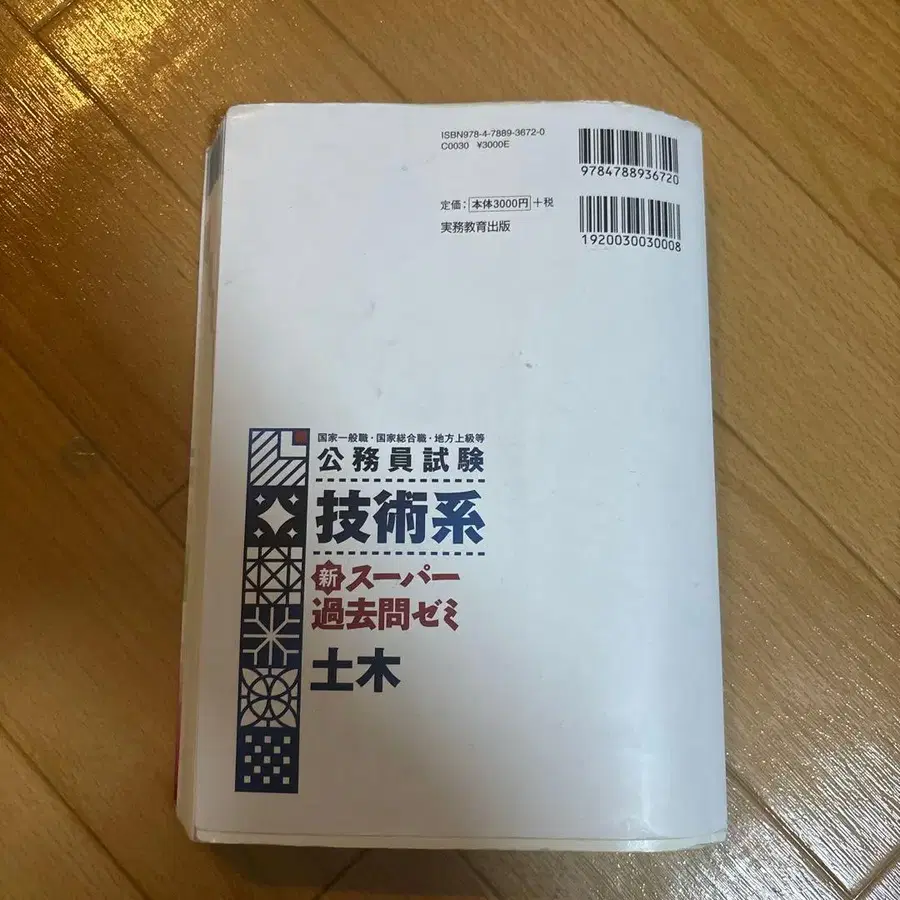 ISBN978-4-7889-3672-0
C0030 ¥3000E
9784788936720
定価：本体3000円＋税
実務教育出版
1920030030008
国家一般職・国家総合職・地方上級等
公務員試験
技術系
新スーパー
過去問ゼミ
土木